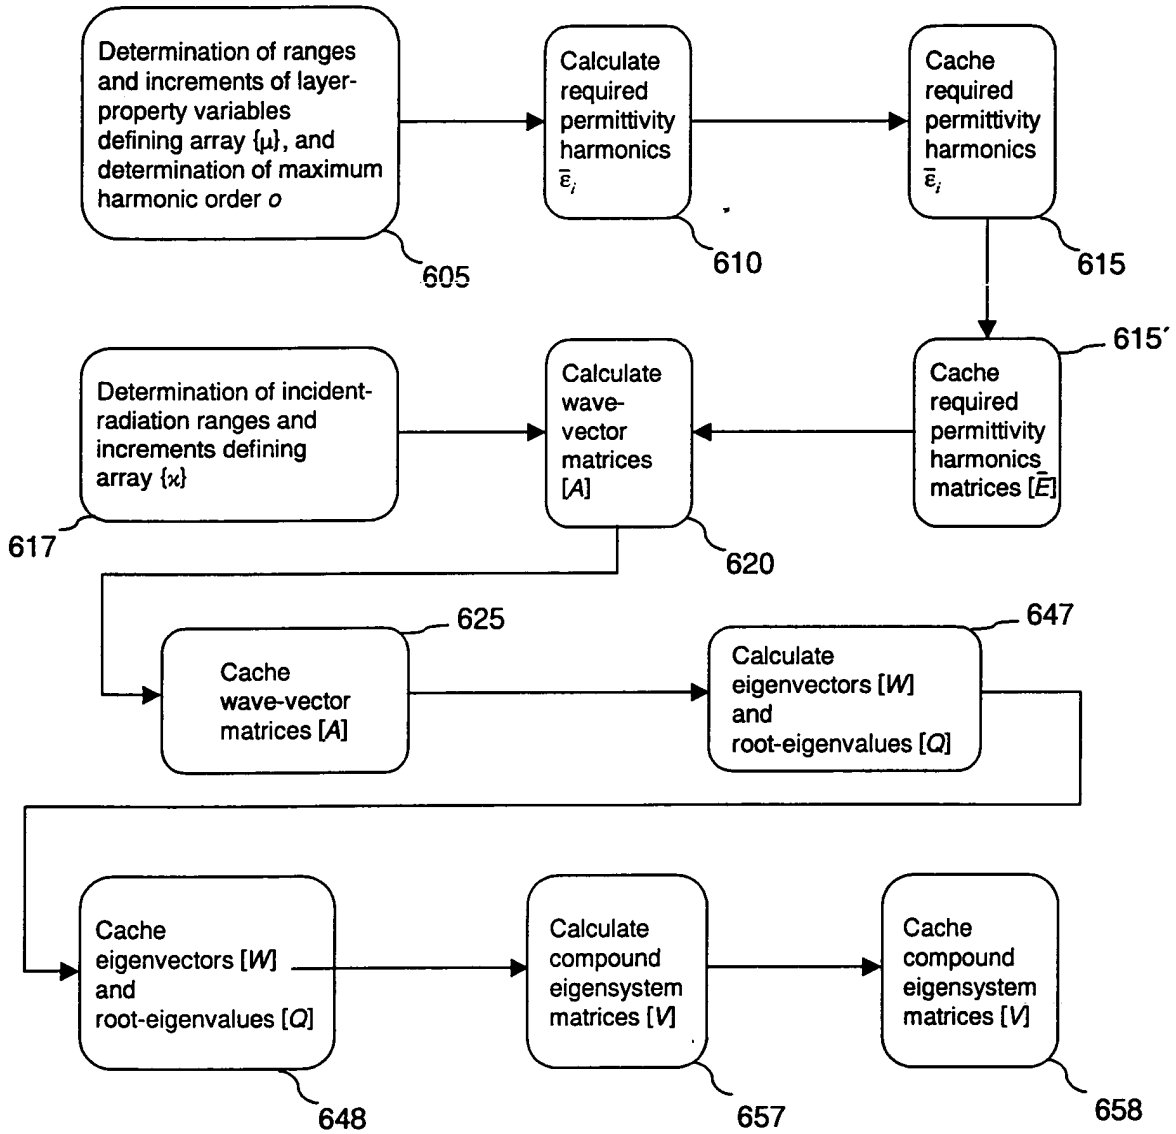 Determination of ranges
and increments of layer-
property variables
defining array {μ}, and
determination of maximum
harmonic order o
605
Calculate
required
permittivity
harmonics
ε̅i
610
Cache
required
permittivity
harmonics
ε̅i
615
Determination of incident-
radiation ranges and
increments defining
array {ϰ}
617
Calculate
wave-
vector
matrices
[A]
620
615′
Cache
required
permittivity
harmonics
matrices [E̅]
625
Cache
wave-vector
matrices [A]
647
Calculate
eigenvectors [W]
and
root-eigenvalues [Q]
Cache
eigenvectors [W]
and
root-eigenvalues [Q]
648
Calculate
compound
eigensystem
matrices [V]
657
Cache
compound
eigensystem
matrices [V]
658